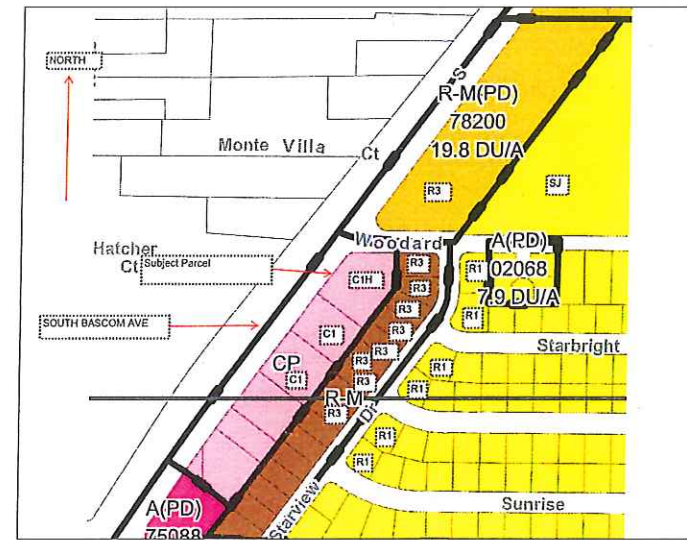 NORTH
S
R-M(PD)
78200
19.8 DU/A
Monte Villa Ct
R3
SJ
Hatcher
Ct
Subject Parcel
Woodard
A(PD)
02068
7.9 DU/A
C1H
R3
R1
R3
R3
R1
SOUTH BASCOM AVE
C1
R3
Starbright
CP
R3
R3
R1
C1
R3
R1
R-M
R3
Dr
R1
R1
A(PD)
75088
Starview
Sunrise